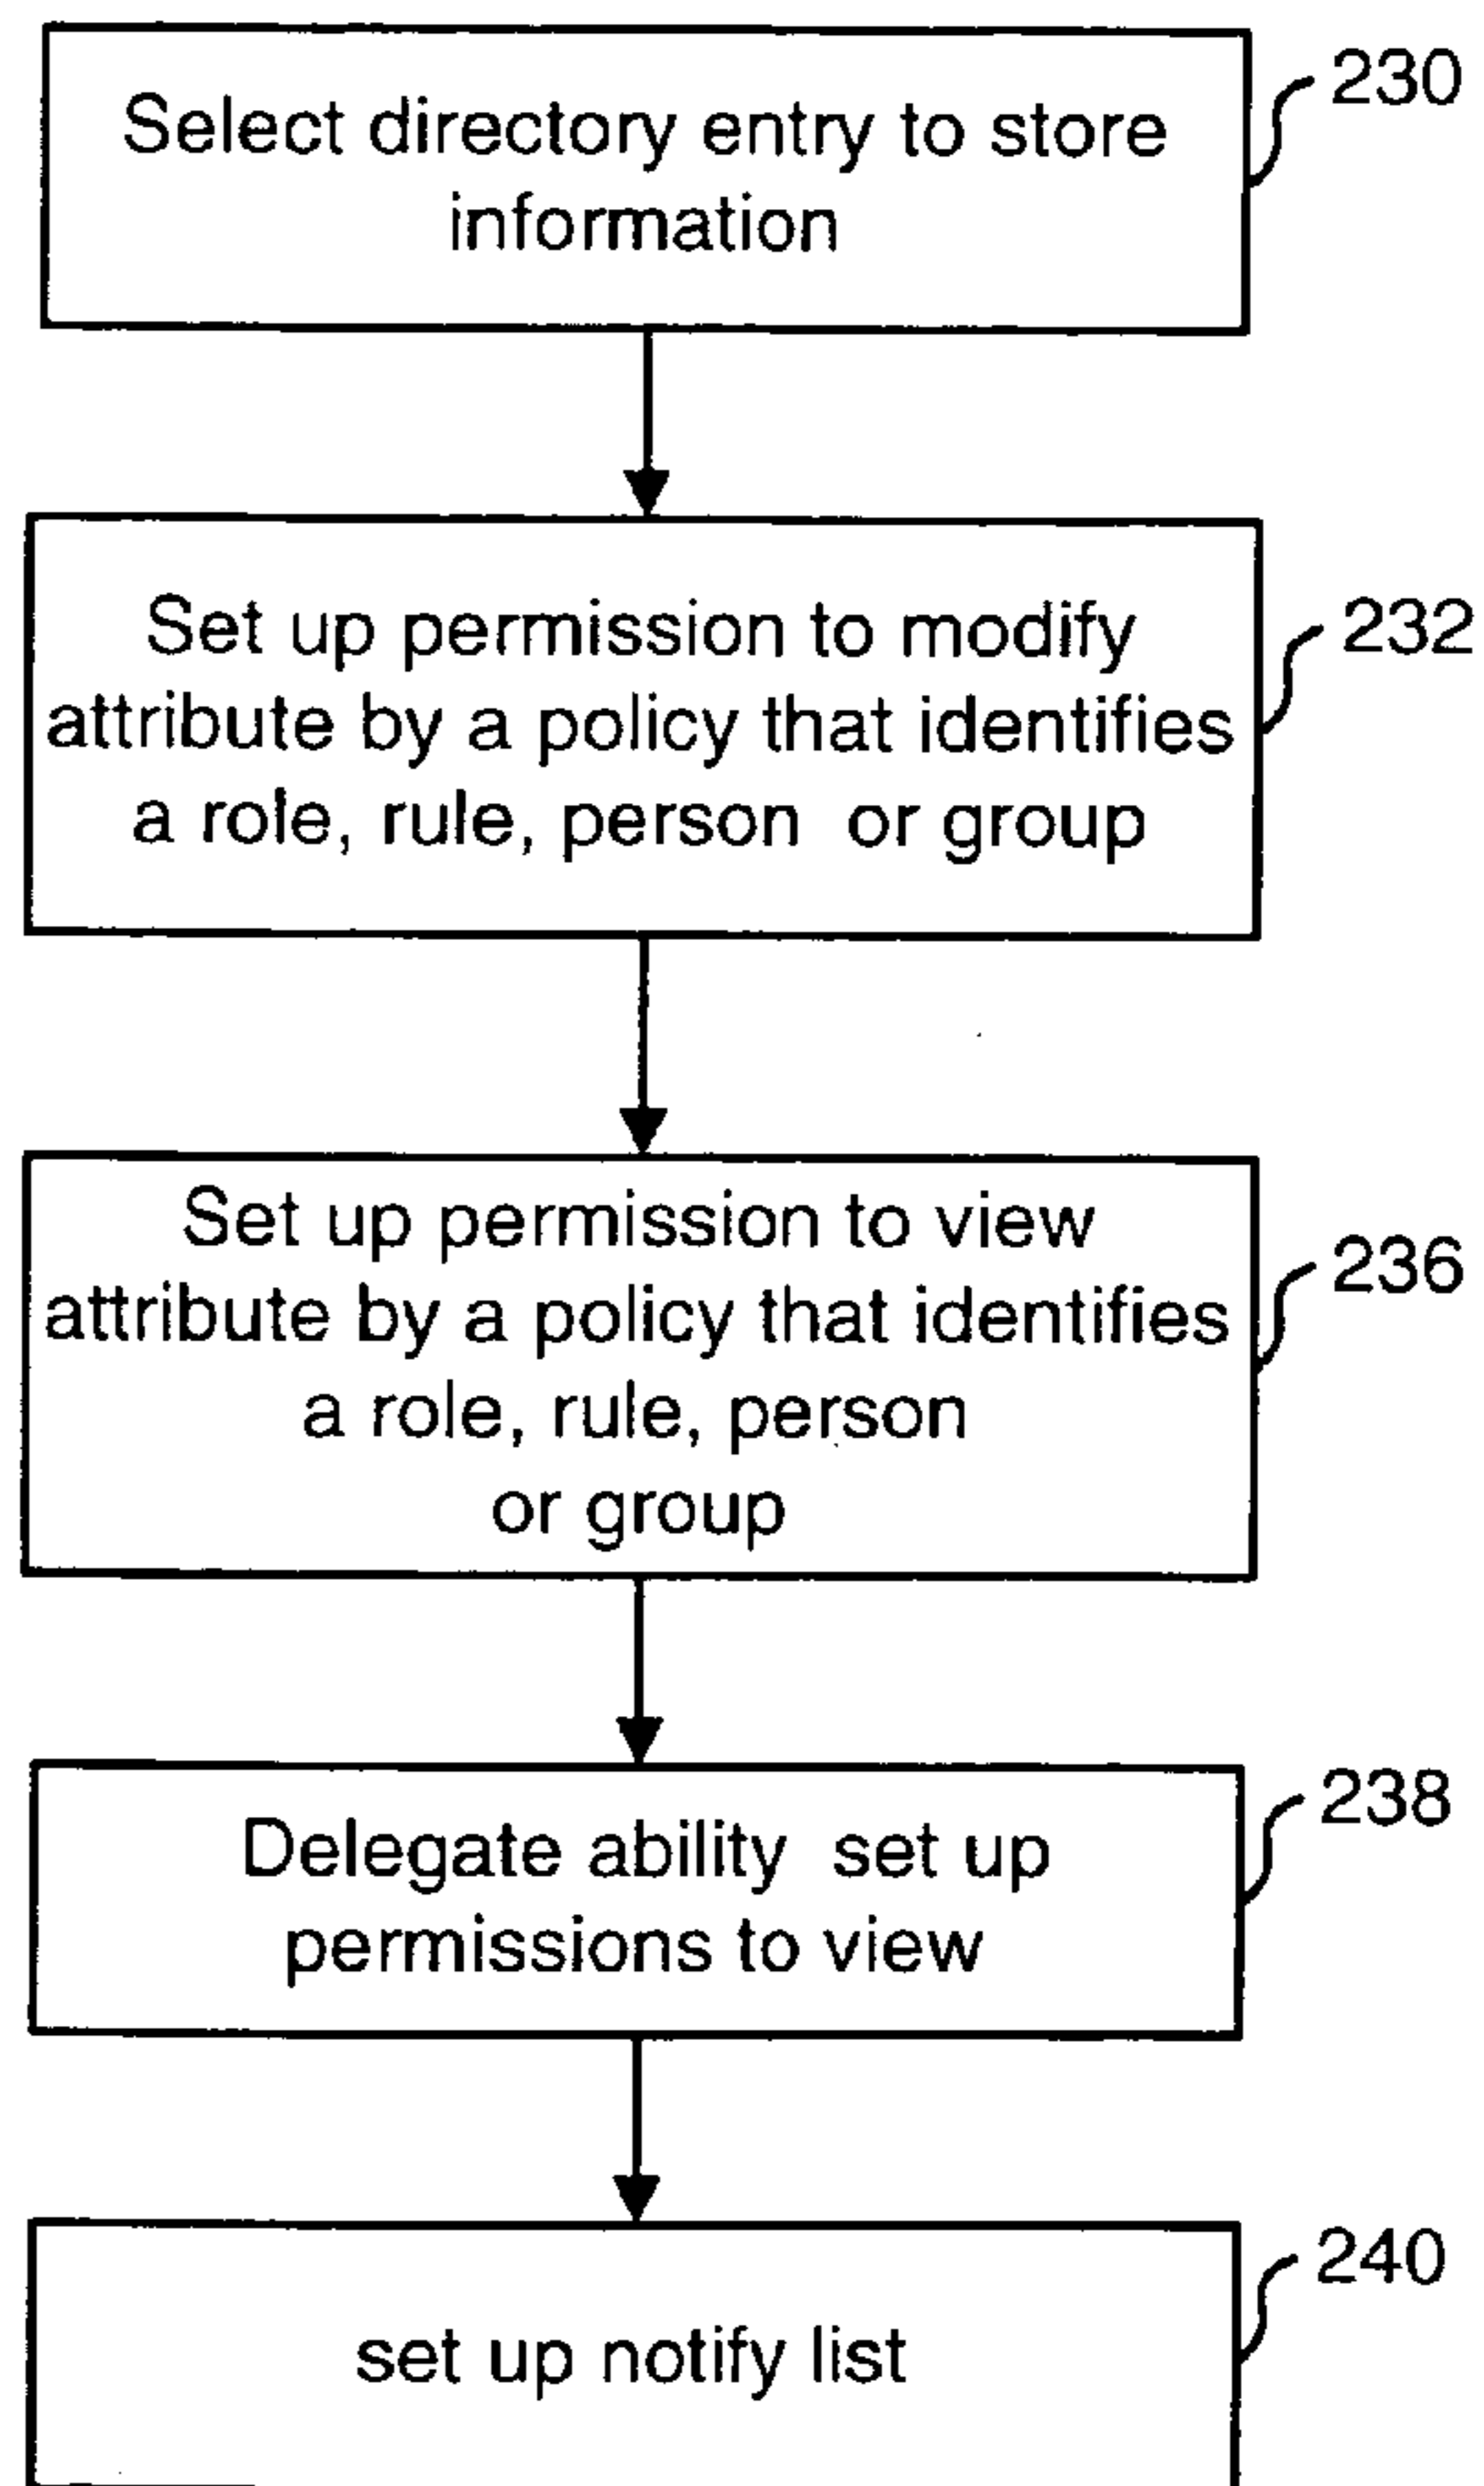 Select directory entry to store
information
230
Set up permission to modify
attribute by a policy that identifies
a role, rule, person or group
232
Set up permission to view
attribute by a policy that identifies
a role, rule, person
or group
236
Delegate ability set up
permissions to view
238
set up notify list
240